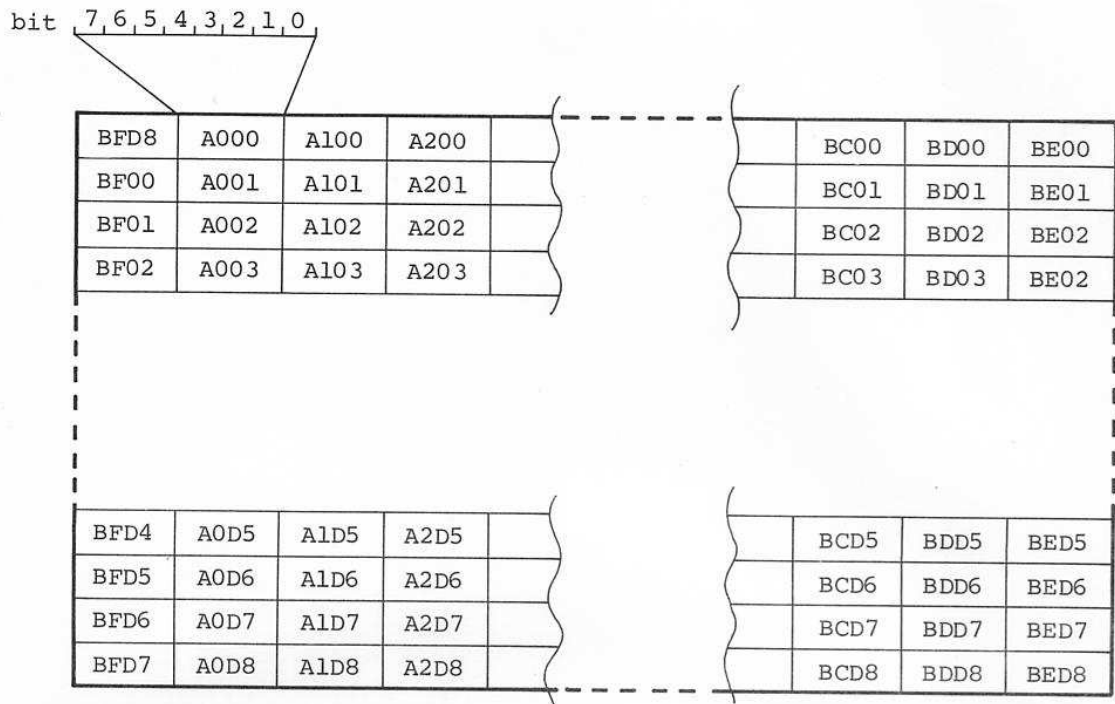 bit 7 6 5 4 3 2 1 0
BFD8 A000 A100 A200 BC00 BD00 BE00
BF00 A001 A101 A201 BC01 BD01 BE01
BF01 A002 A102 A202 BC02 BD02 BE02
BF02 A003 A103 A203 BC03 BD03 BE02
BFD4 A0D5 A1D5 A2D5 BCD5 BDD5 BED5
BFD5 A0D6 A1D6 A2D6 BCD6 BDD6 BED6
BFD6 A0D7 A1D7 A2D7 BCD7 BDD7 BED7
BFD7 A0D8 A1D8 A2D8 BCD8 BDD8 BED8